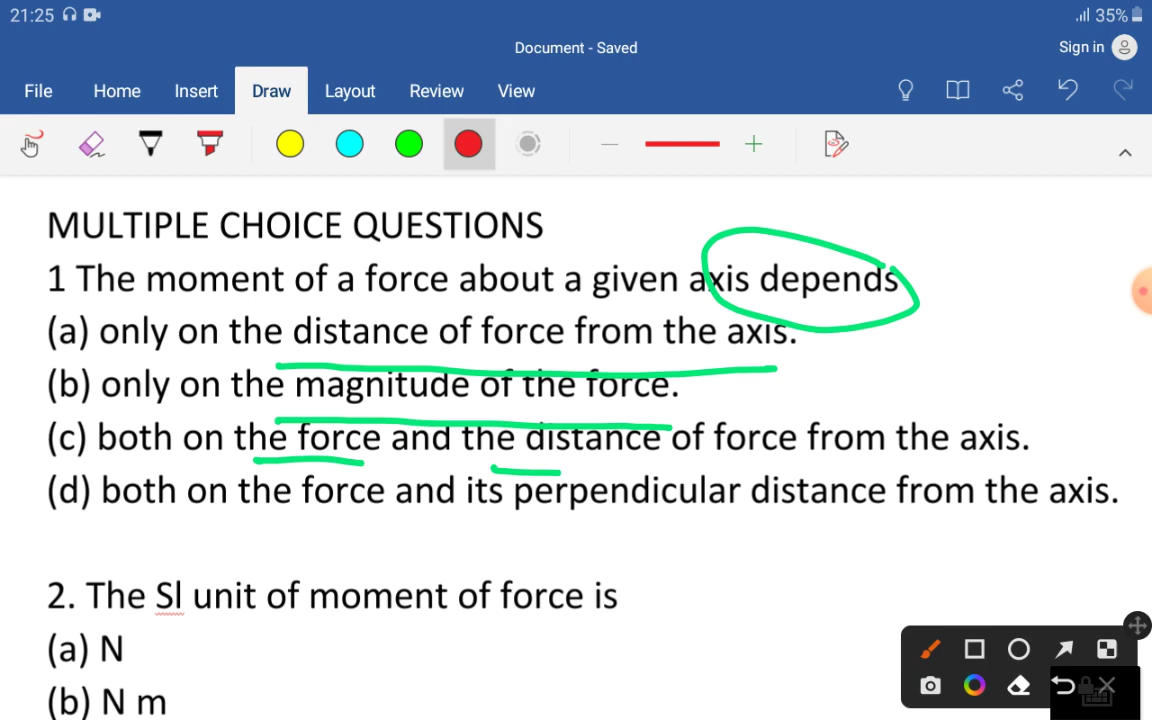 21:25 35%
Document - Saved
Sign in
File Home Insert Draw Layout Review View
MULTIPLE CHOICE QUESTIONS
1 The moment of a force about a given axis depends
(a) only on the distance of force from the axis.
(b) only on the magnitude of the force.
(c) both on the force and the distance of force from the axis.
(d) both on the force and its perpendicular distance from the axis.
2. The Sl unit of moment of force is
(a) N
(b) N m